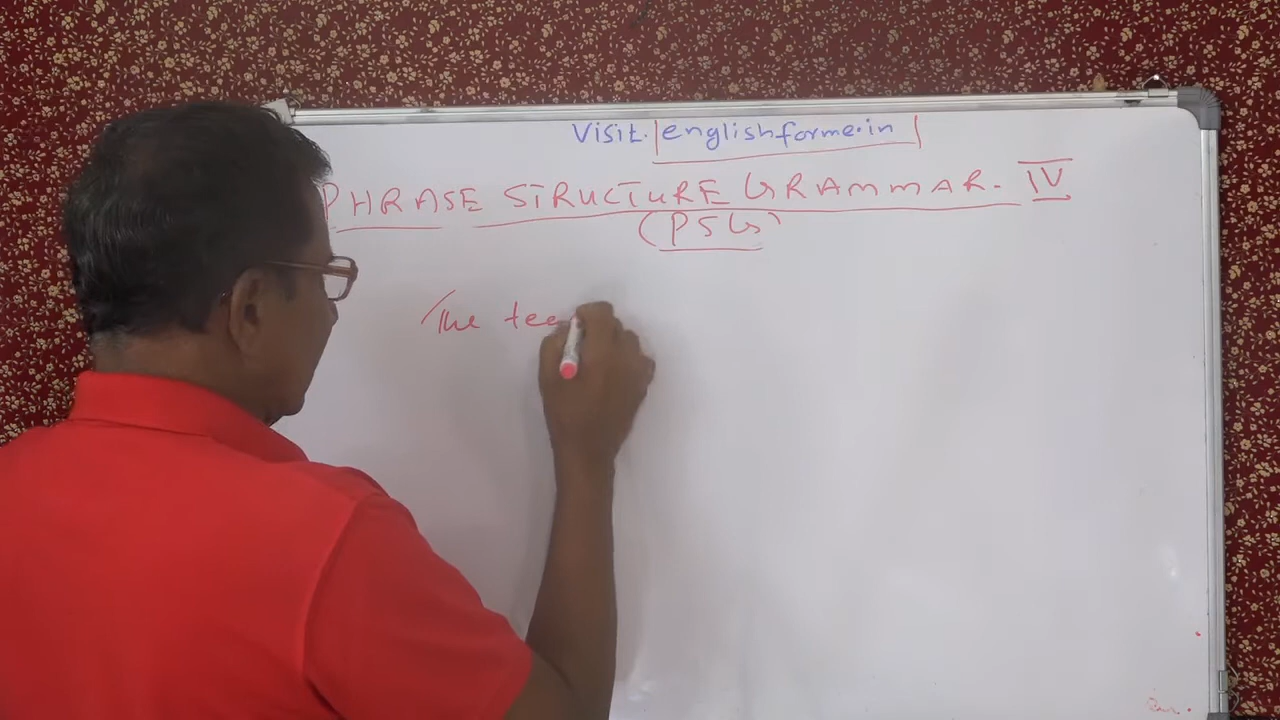 Visit. englishforme.in
PHRASE STRUCTURE GRAMMAR. IV
(PSG)
The tee